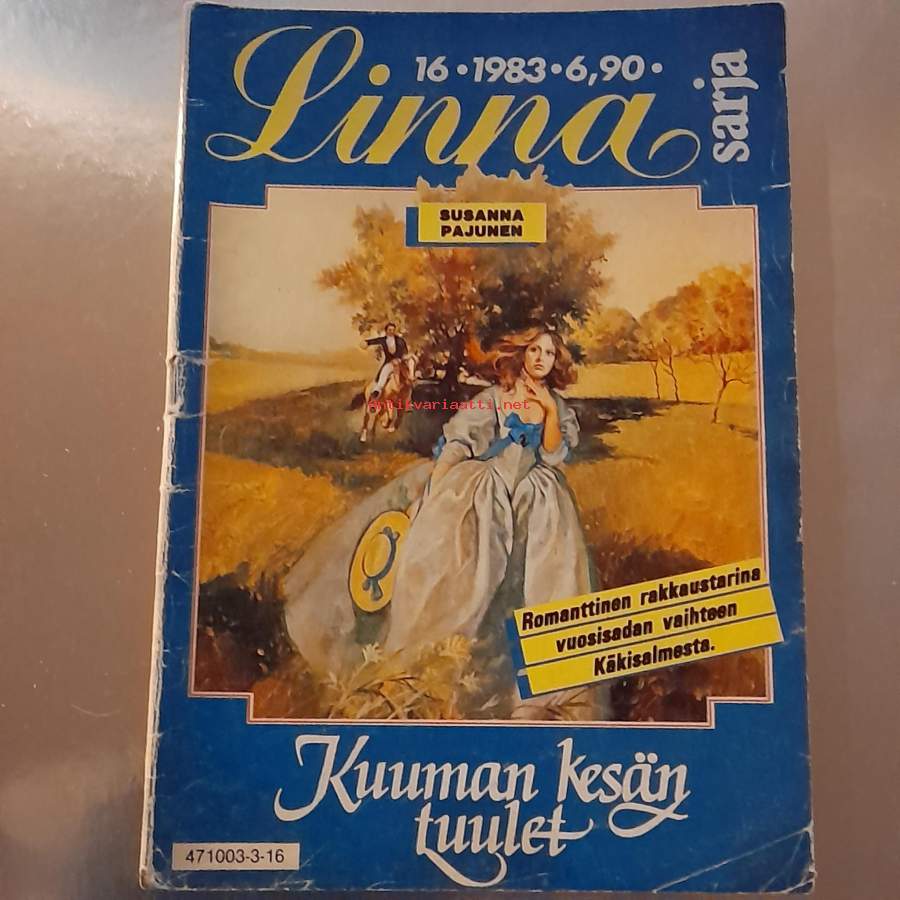 16 • 1983 • 6,90 •
Linna
sarja
SUSANNA
PAJUNEN
antikvariaatti.net
Romanttinen rakkaustarina
vuosisadan vaihteen
Käkisalmesta.
Kuuman kesän
tuulet
471003-3-16